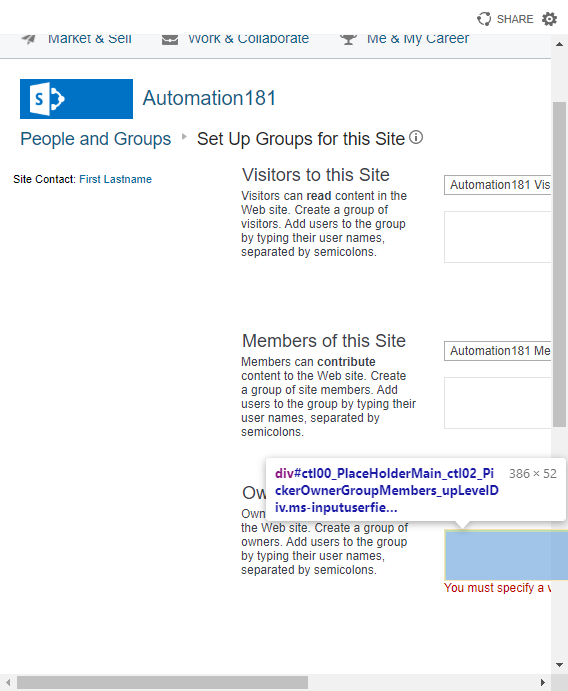 SHARE
Market & Sell Work & Collaborate Me & My Career
S
Automation181
People and Groups Set Up Groups for this Site
Site Contact: First Lastname
Visitors to this Site
Visitors can read content in the
Web site. Create a group of
visitors. Add users to the group
by typing their user names,
separated by semicolons.
Automation181 Vis
Members of this Site
Members can contribute
content to the Web site. Create
a group of site members. Add
users to the group by typing their
user names, separated by
semicolons.
Automation181 Me
div#ctl00_PlaceHolderMain_ctl02_Pi
ckerOwnerGroupMembers_upLevelD
iv.ms-inputuserfie...
386 × 52
Ow
Own
the Web site. Create a group of
owners. Add users to the group
by typing their user names,
separated by semicolons.
You must specify a v